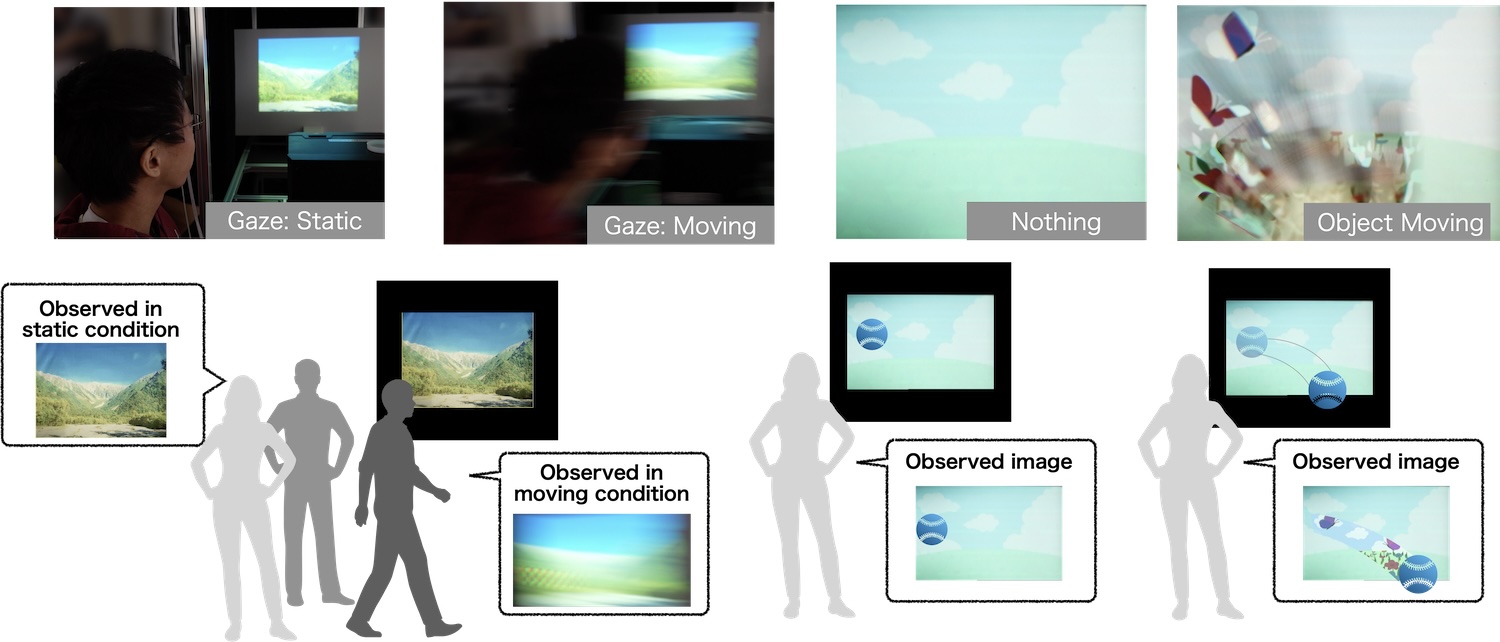 Gaze: Static
Gaze: Moving
Nothing
Object Moving
Observed in
static condition
Observed in
moving condition
Observed image
Observed image